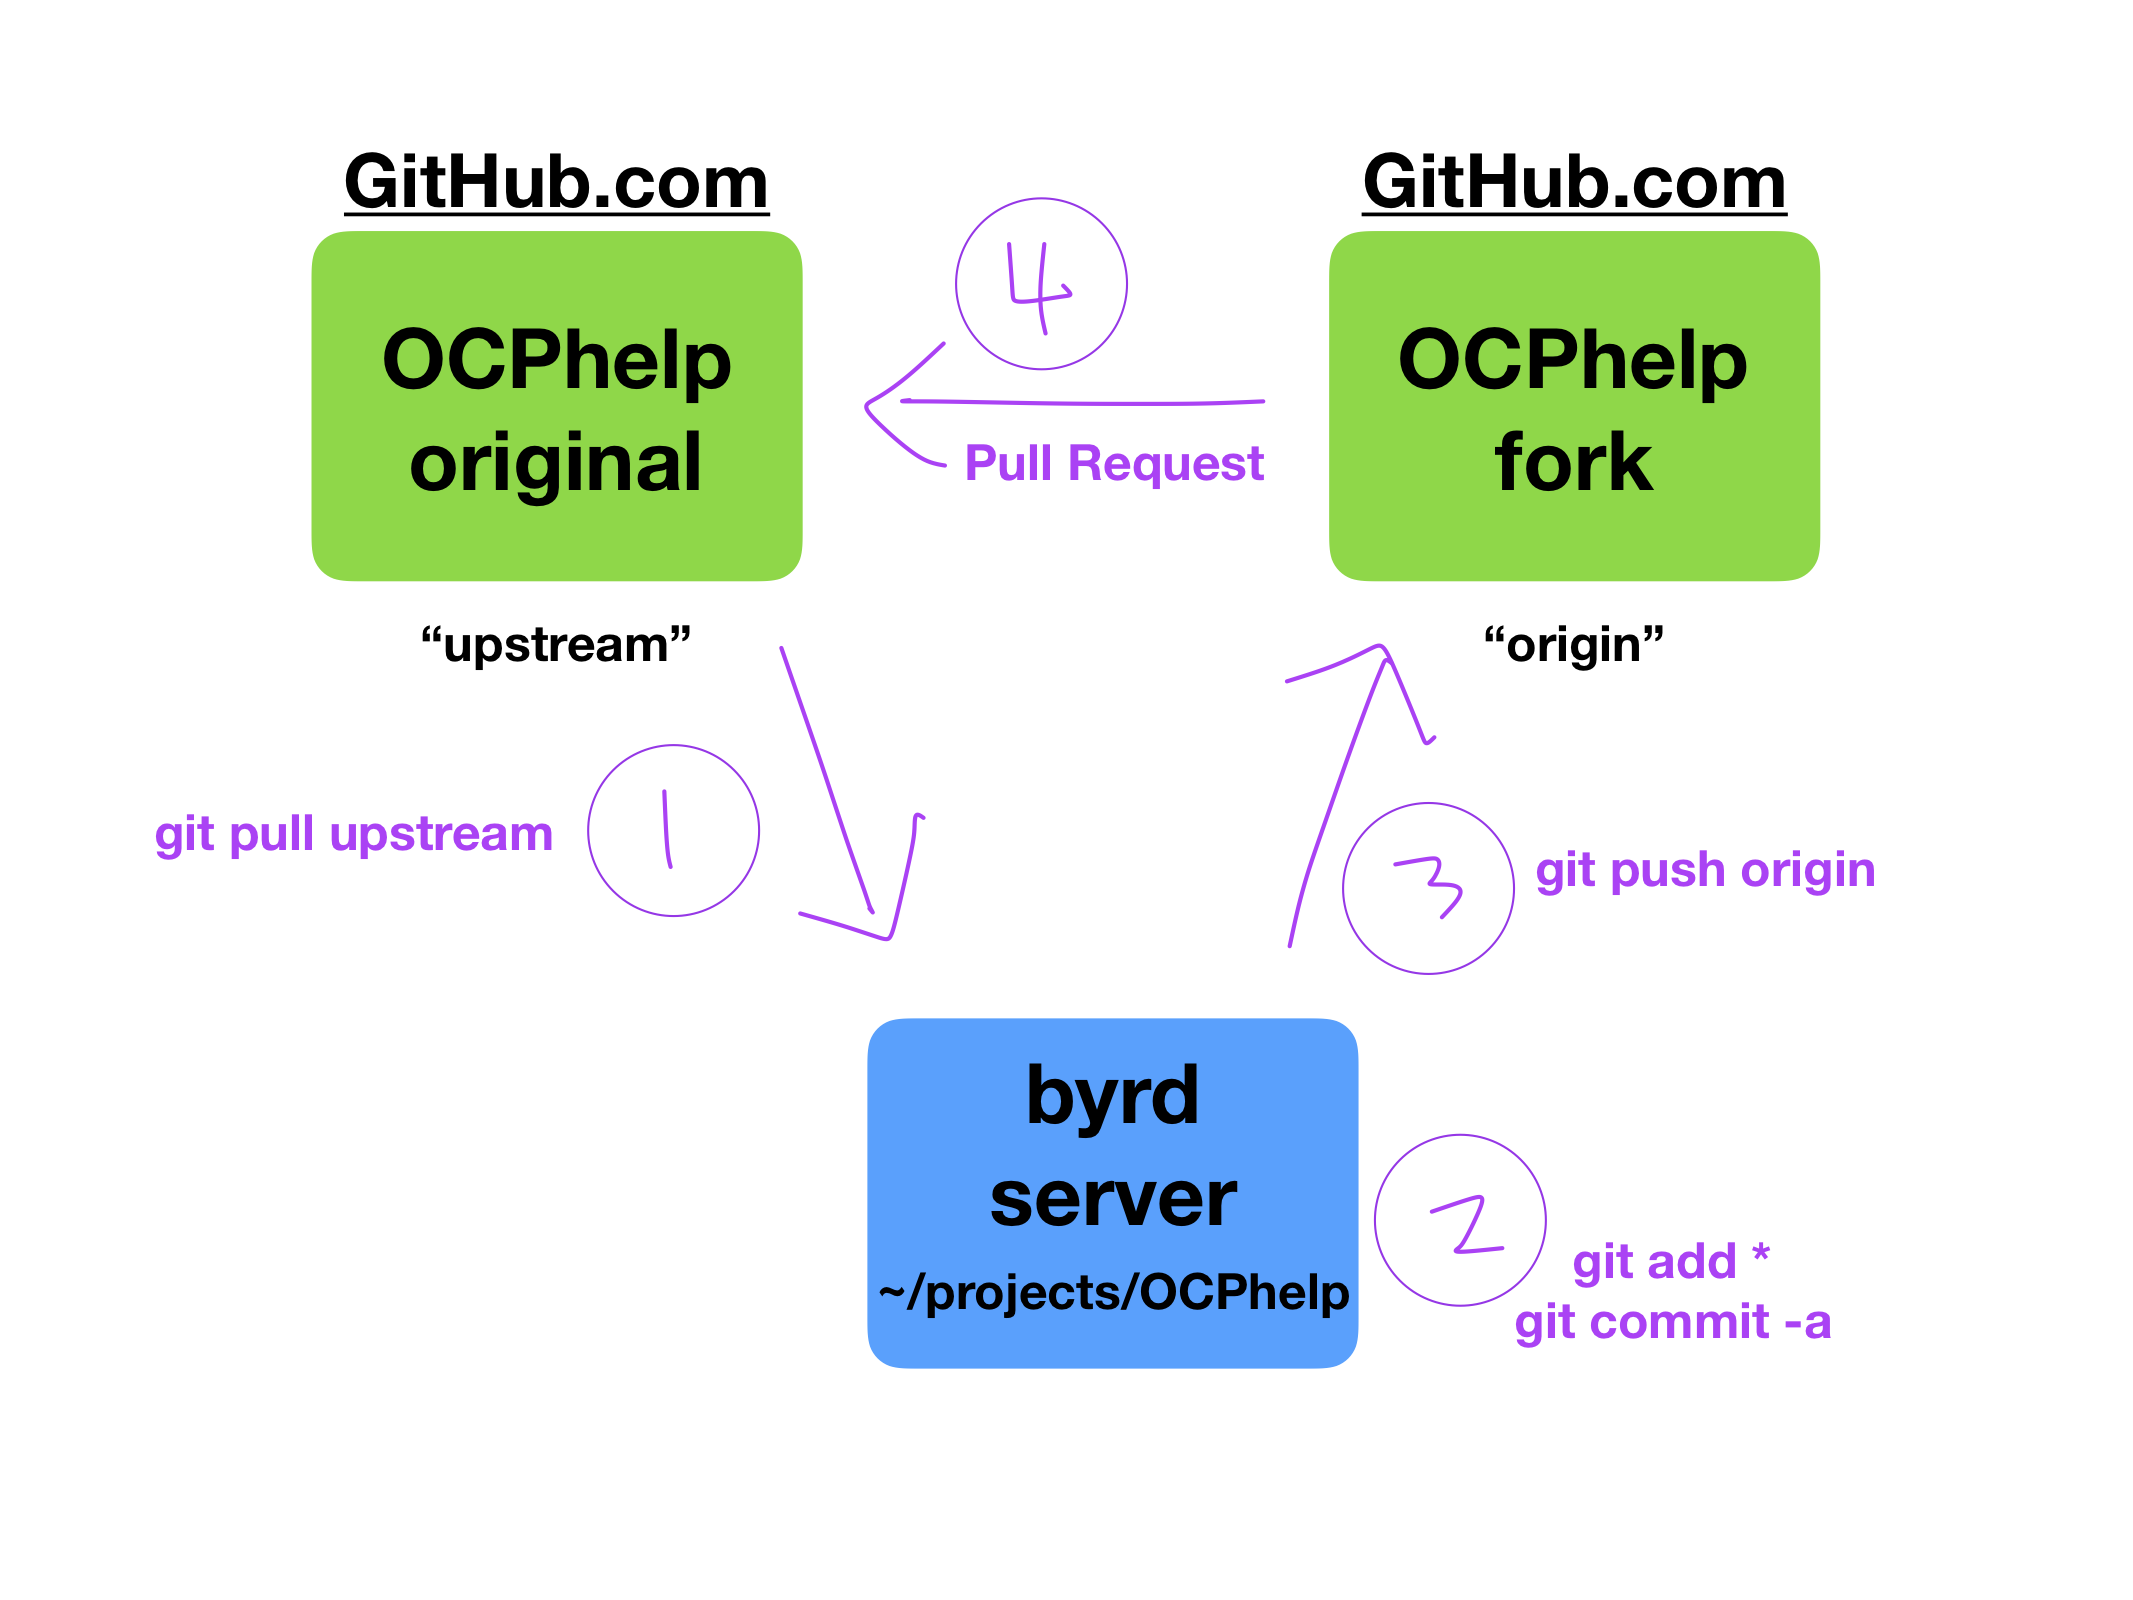 GitHub.com
OCPhelp
original
“upstream”
4
Pull Request
GitHub.com
OCPhelp
fork
“origin”
git pull upstream
1
3
git push origin
byrd
server
~/projects/OCPhelp
2
git add *
git commit -a